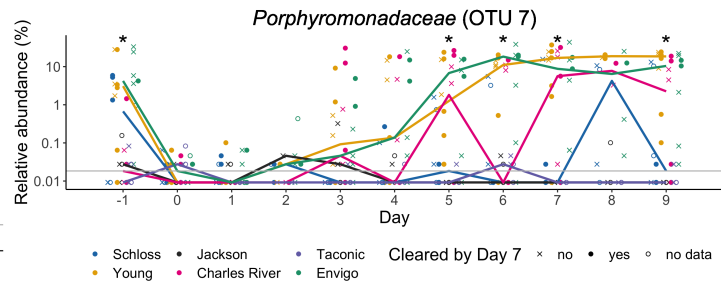 Porphyromonadaceae (OTU 7)
Relative abundance (%)
* * * * *
10
1
0.1
0.01
-1 0 1 2 3 4 5 6 7 8 9
Day
Schloss Jackson Taconic Cleared by Day 7 no yes no data
Young Charles River Envigo